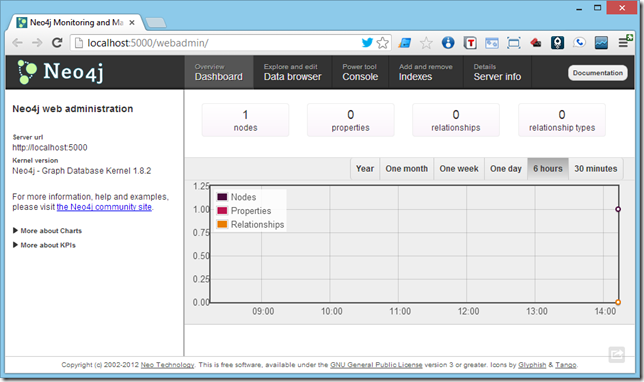 Neo4j Monitoring and Ma
localhost:5000/webadmin/
Neo4j
Overview
Dashboard
Explore and edit
Data browser
Power tool
Console
Add and remove
Indexes
Details
Server info
Documentation
Neo4j web administration
Server url
http://localhost:5000
Kernel version
Neo4j - Graph Database Kernel 1.8.2
For more information, help and examples,
please visit the Neo4j community site.
More about Charts
More about KPIs
1
nodes
0
properties
0
relationships
0
relationship types
Year
One month
One week
One day
6 hours
30 minutes
1.25
1.00
0.75
0.50
0.25
0.00
Nodes
Properties
Relationships
09:00
10:00
11:00
12:00
13:00
14:00
Copyright (c) 2002-2012 Neo Technology. This is free software, available under the GNU General Public License version 3 or greater. Icons by Glyphish & Tango.